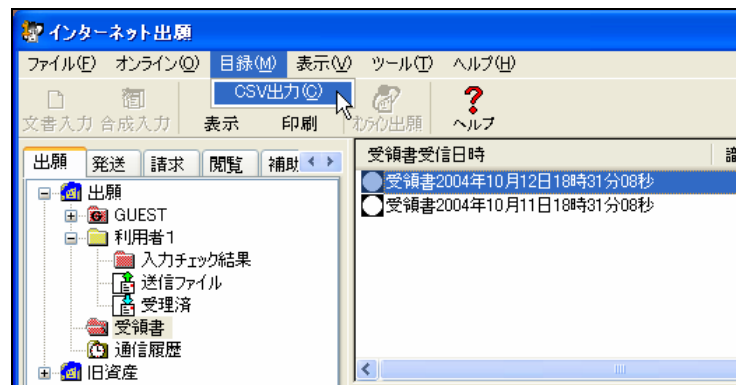 インターネット出願
ファイル(F) オンライン(O) 目録(M) 表示(V) ツール(T) ヘルプ(H)
CSV出力(C)
文書入力 合成入力 表示 印刷 オンライン出願 ヘルプ
出願 発送 請求 閲覧 補助
受領書受信日時
出願
GUEST
利用者1
入力チェック結果
送信ファイル
受理済
受領書
通信履歴
旧資産
受領書2004年10月12日18時31分08秒
受領書2004年10月11日18時31分08秒